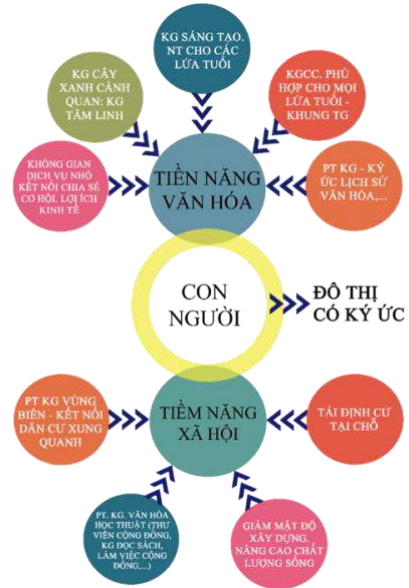 KG SÁNG TẠO.
NT CHO CÁC
LỨA TUỔI
KG CÂY
XANH CẢNH
QUAN: KG
TÂM LINH
KGCC. PHÙ
HỢP CHO MỌI
LỨA TUỔI -
KHUNG TG
KHÔNG GIAN
DỊCH VỤ NHỎ
KẾT NỐI CHIA SẺ
CƠ HỘI. LỢI ÍCH
KINH TẾ
TIỀN NĂNG
VĂN HÓA
PT KG - KÝ
ỨC LỊCH SỬ
VĂN HÓA,...
CON
NGƯỜI
ĐÔ THỊ
CÓ KÝ ỨC
PT KG VÙNG
BIÊN - KẾT NỐI
DÂN CƯ XUNG
QUANH
TIỀM NĂNG
XÃ HỘI
TÁI ĐỊNH CƯ
TẠI CHỖ
PT. KG. VĂN HÓA
HỌC THUẬT (THƯ
VIỆN CỘNG ĐỒNG,
KG ĐỌC SÁCH,
LÀM VIỆC CỘNG
ĐỒNG,...)
GIẢM MẬT ĐỘ
XÂY DỰNG.
NÂNG CAO CHẤT
LƯỢNG SỐNG